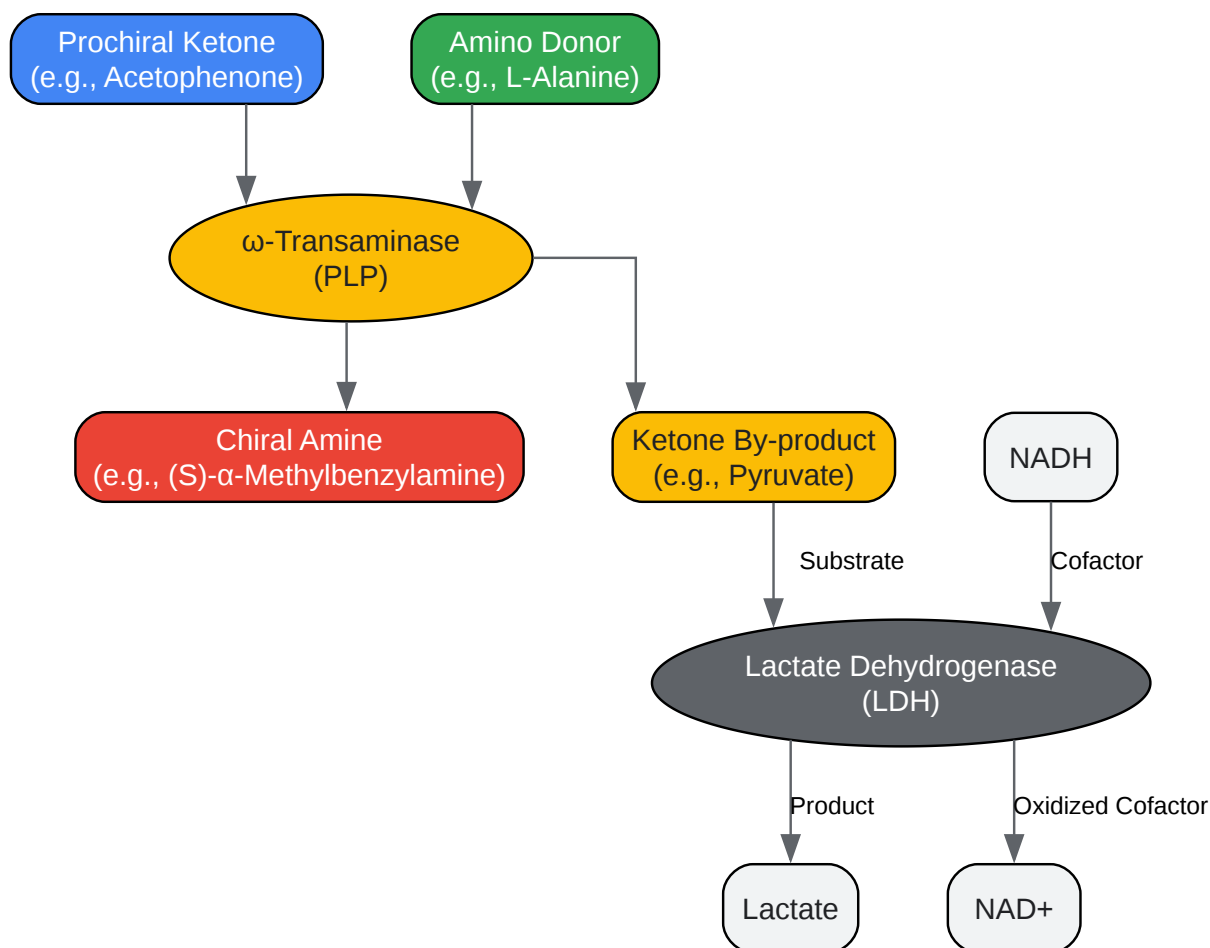 Prochiral Ketone
(e.g., Acetophenone)
Amino Donor
(e.g., L-Alanine)
ω-Transaminase
(PLP)
Chiral Amine
(e.g., (S)-α-Methylbenzylamine)
Ketone By-product
(e.g., Pyruvate)
NADH
Substrate
Cofactor
Lactate Dehydrogenase
(LDH)
Product
Oxidized Cofactor
Lactate
NAD+